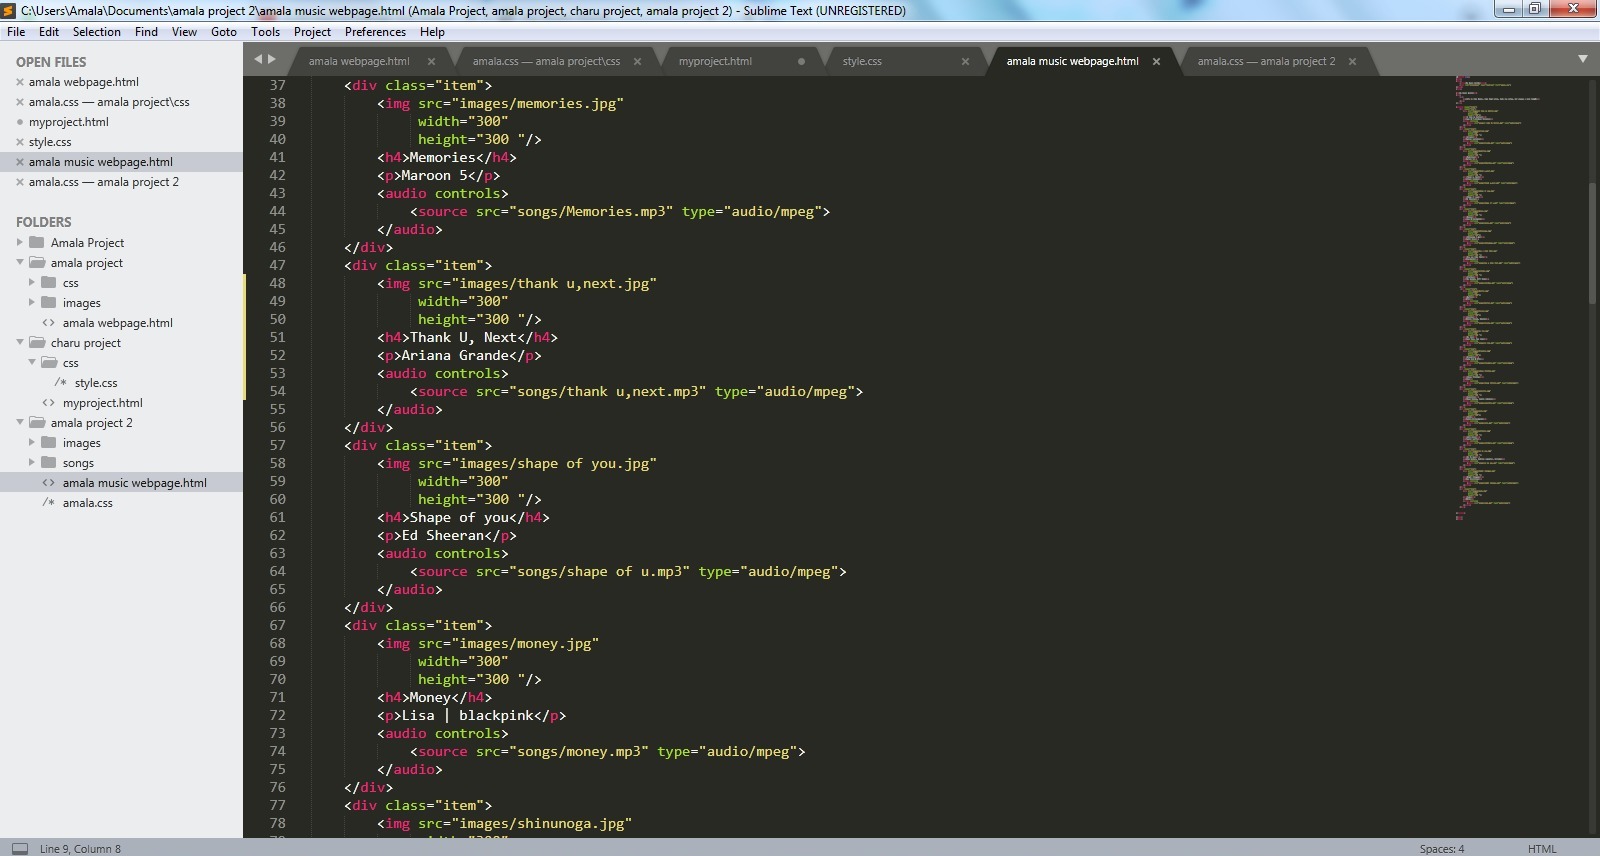 C:\Users\Amala\Documents\amala project 2\amala music webpage.html (Amala Project, amala project, charu project, amala project 2) - Sublime Text (UNREGISTERED)
File Edit Selection Find View Goto Tools Project Preferences Help
OPEN FILES
amala webpage.html
amala.css — amala project\css
myproject.html
style.css
amala music webpage.html
amala.css — amala project 2
FOLDERS
Amala Project
amala project
css
images
amala webpage.html
charu project
css
style.css
myproject.html
amala project 2
images
songs
amala music webpage.html
amala.css
amala webpage.html amala.css — amala project\css myproject.html style.css amala music webpage.html amala.css — amala project 2
37 <div class="item">
38 <img src="images/memories.jpg"
39 width="300"
40 height="300 "/>
41 <h4>Memories</h4>
42 <p>Maroon 5</p>
43 <audio controls>
44 <source src="songs/Memories.mp3" type="audio/mpeg">
45 </audio>
46 </div>
47 <div class="item">
48 <img src="images/thank u,next.jpg"
49 width="300"
50 height="300 "/>
51 <h4>Thank U, Next</h4>
52 <p>Ariana Grande</p>
53 <audio controls>
54 <source src="songs/thank u,next.mp3" type="audio/mpeg">
55 </audio>
56 </div>
57 <div class="item">
58 <img src="images/shape of you.jpg"
59 width="300"
60 height="300 "/>
61 <h4>Shape of you</h4>
62 <p>Ed Sheeran</p>
63 <audio controls>
64 <source src="songs/shape of u.mp3" type="audio/mpeg">
65 </audio>
66 </div>
67 <div class="item">
68 <img src="images/money.jpg"
69 width="300"
70 height="300 "/>
71 <h4>Money</h4>
72 <p>Lisa | blackpink</p>
73 <audio controls>
74 <source src="songs/money.mp3" type="audio/mpeg">
75 </audio>
76 </div>
77 <div class="item">
78 <img src="images/shinunoga.jpg"
Line 9, Column 8 Spaces: 4 HTML